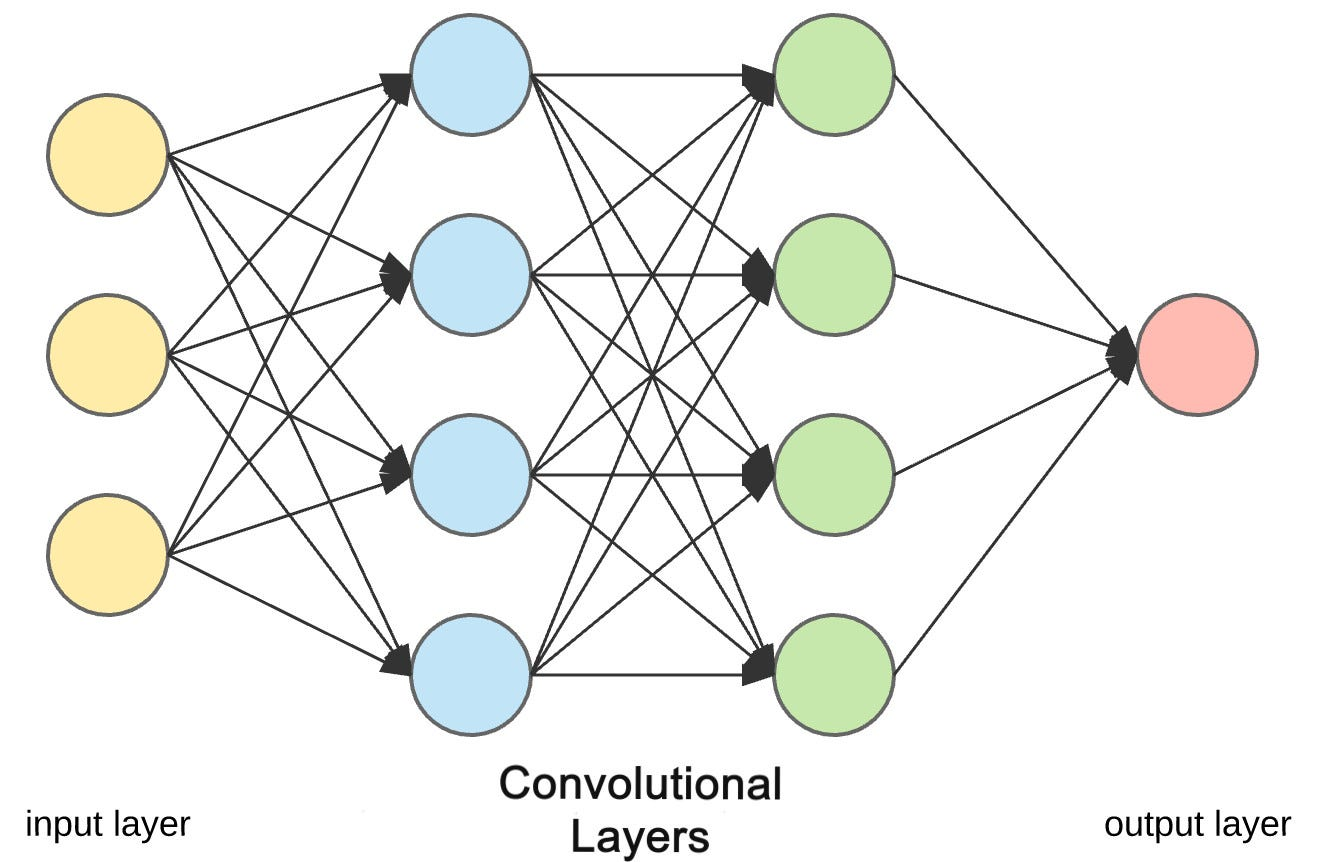 Convolutional
Layers
input layer
output layer